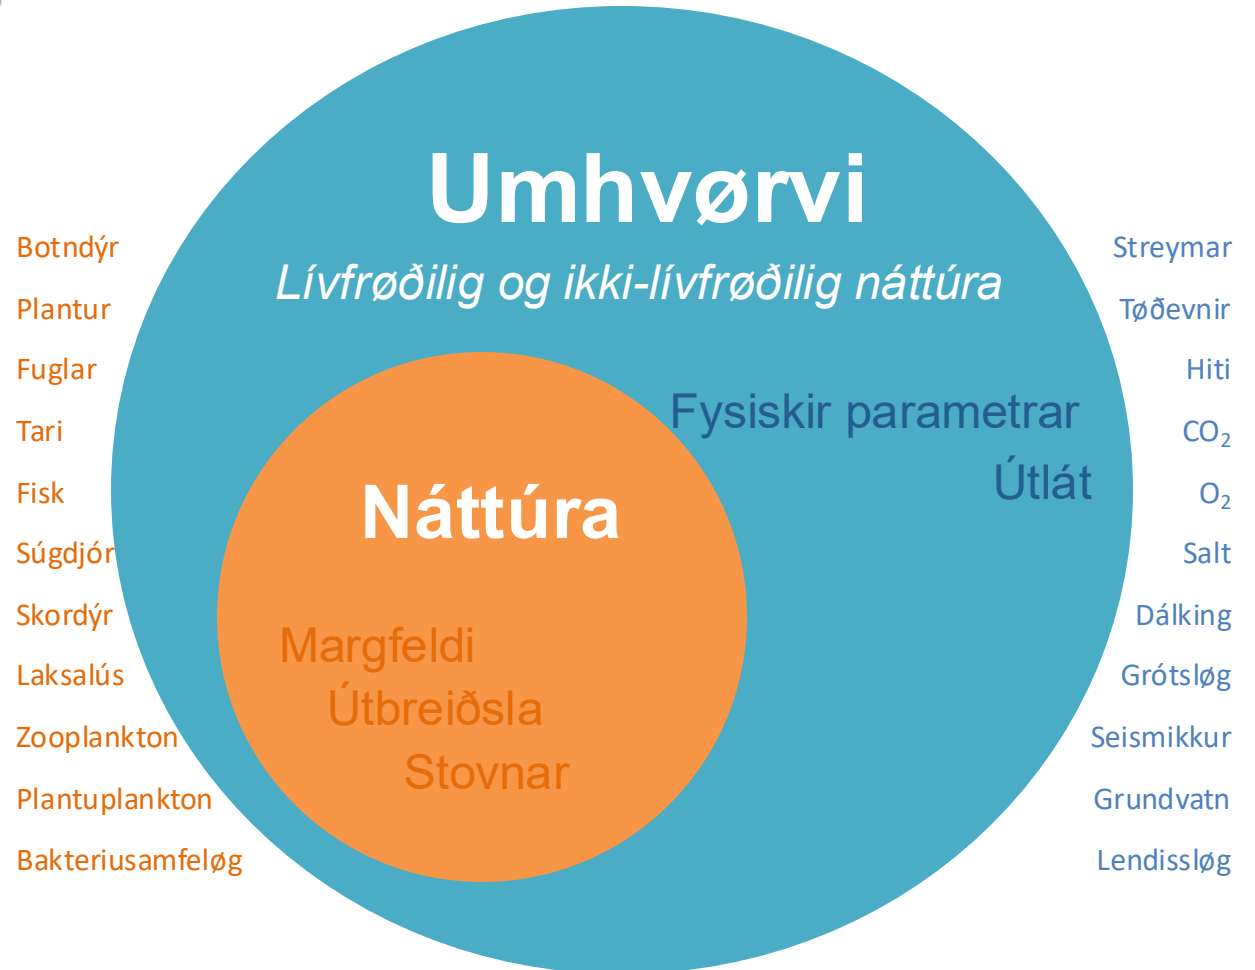 Umhvørvi
Lívfrøðilig og ikki-lívfrøðilig náttúra
Fysiskir parametrar
Útlát
Náttúra
Margfeldi
Útbreiðsla
Stovnar
Botndýr
Plantur
Fuglar
Tari
Fisk
Súgdjór
Skordýr
Laksalús
Zooplankton
Plantuplankton
Bakteriusamfeløg
Streymar
Tøðevnir
Hiti
CO₂
O₂
Salt
Dálking
Grótsløg
Seismikkur
Grundvatn
Lendissløg